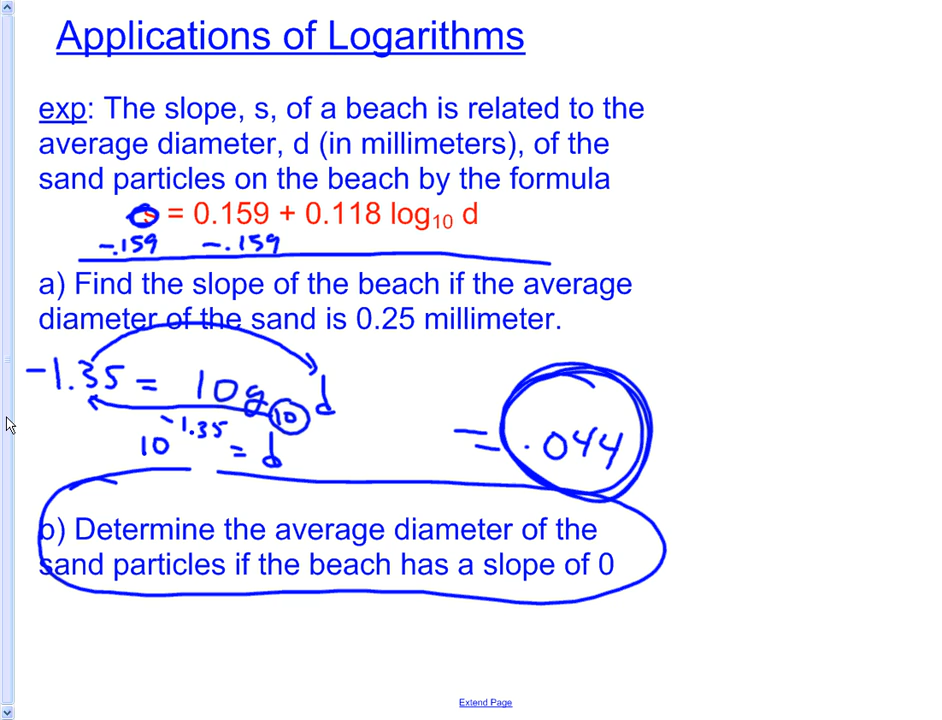 Applications of Logarithms
exp: The slope, s, of a beach is related to the
average diameter, d (in millimeters), of the
sand particles on the beach by the formula
s = 0.159 + 0.118 log₁₀ d
-.159 -.159
a) Find the slope of the beach if the average
diameter of the sand is 0.25 millimeter.
-1.35 = log₁₀ d
10^-1.35 = d
= .044
b) Determine the average diameter of the
sand particles if the beach has a slope of 0
Extend Page